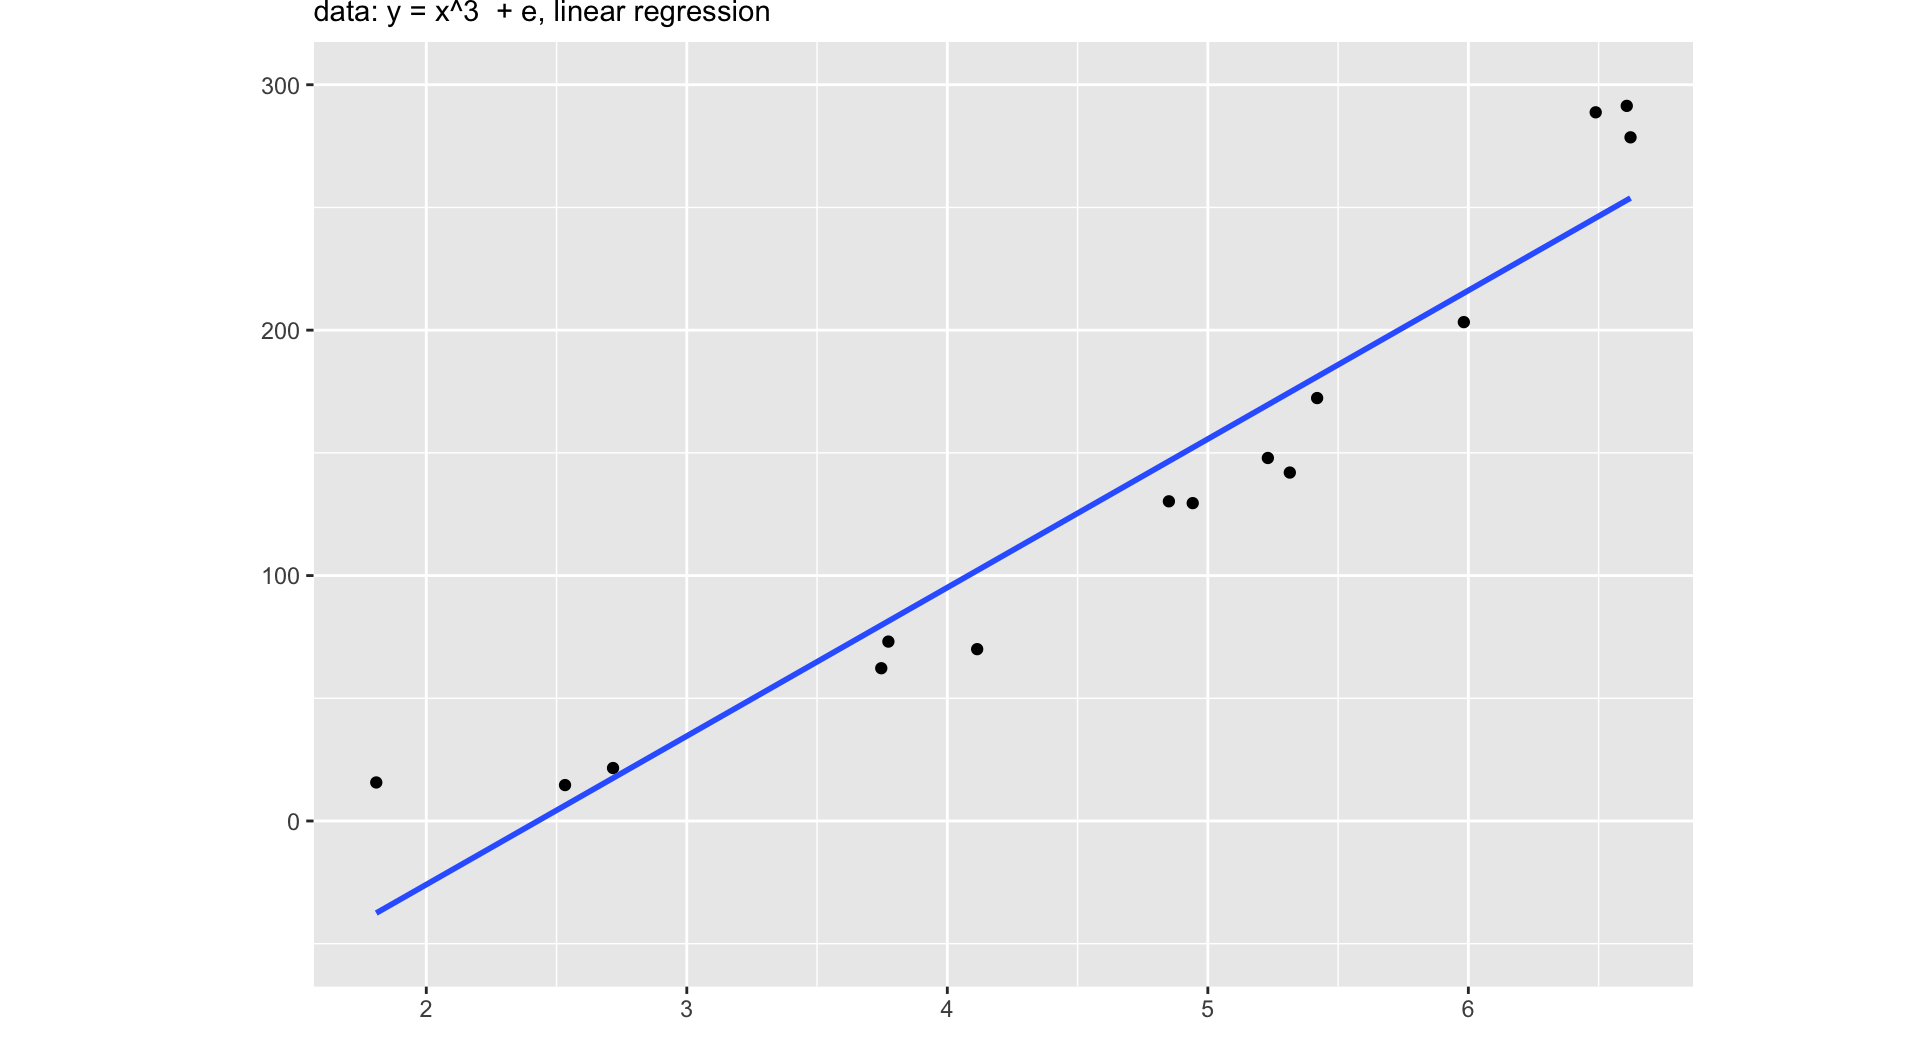 data: y = x^3  + e, linear regression
300
200
100
0
2 3 4 5 6